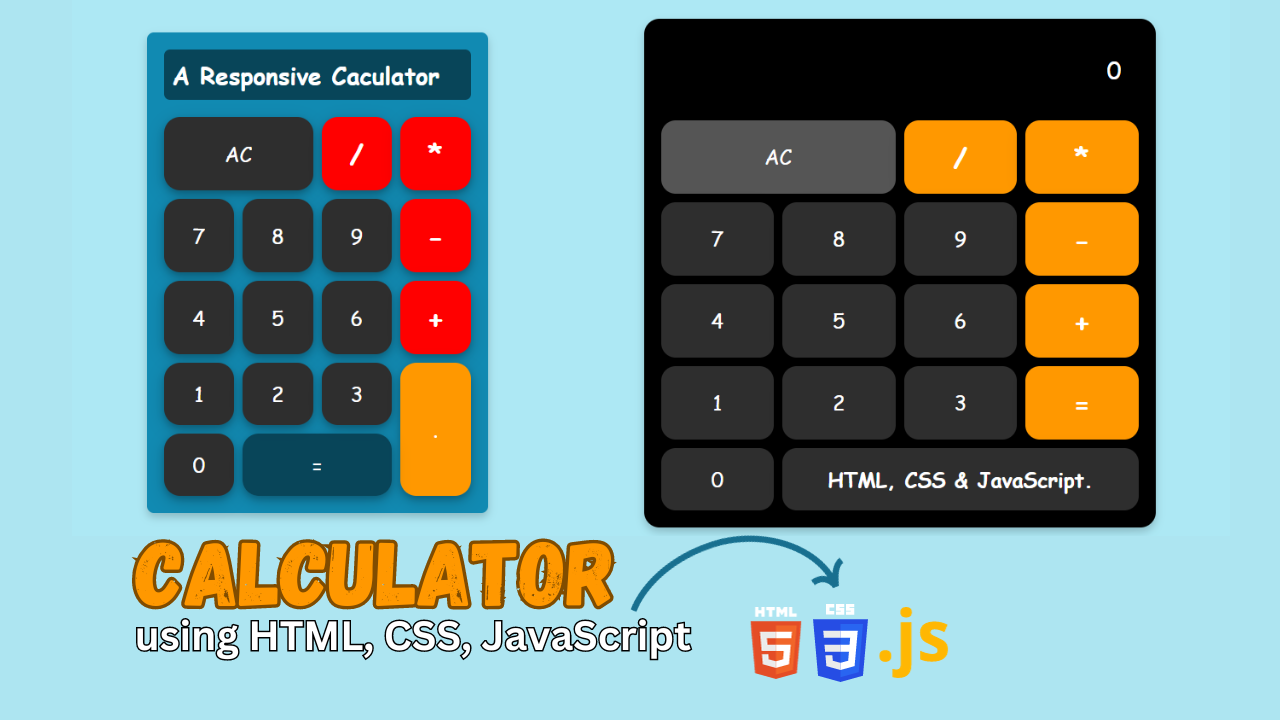 A Responsive Caculator
AC / *
7 8 9 -
4 5 6 +
1 2 3 .
0 =
0
AC / *
7 8 9 -
4 5 6 +
1 2 3 =
0 HTML, CSS & JavaScript.
CALCULATOR
using HTML, CSS, JavaScript
HTML CSS
5 3 .js